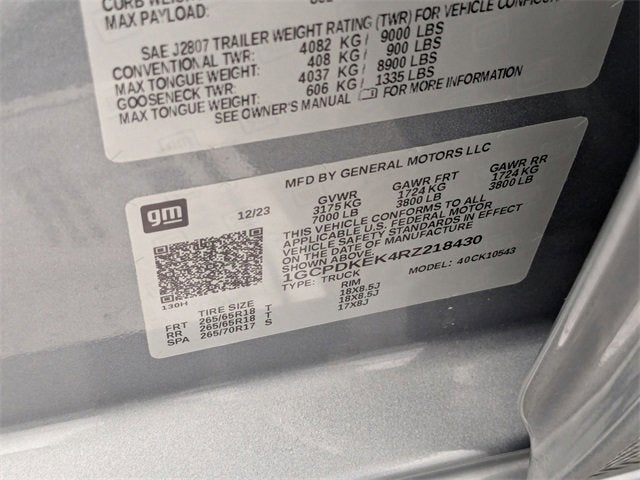 MAX PAYLOAD:
SAE J2807 TRAILER WEIGHT RATING (TWR) FOR VEHICLE
CONVENTIONAL TWR: 4082 KG/ 9000 LBS
MAX TONGUE WEIGHT: 408 KG/ 900 LBS
GOOSENECK TWR: 4037 KG/ 8900 LBS
MAX TONGUE WEIGHT: 606 KG/ 1335 LBS
SEE OWNER'S MANUAL FOR MORE INFORMATION
MFD BY GENERAL MOTORS LLC
gm
12/23
GVWR GAWR FRT GAWR RR
3175 KG 1724 KG 1724 KG
7000 LB 3800 LB 3800 LB
THIS VEHICLE CONFORMS TO ALL
APPLICABLE U.S. FEDERAL MOTOR
VEHICLE SAFETY STANDARDS IN EFFECT
ON THE DATE OF MANUFACTURE
SHOWN ABOVE.
1GCPDKEK4RZ218430
TYPE: TRUCK MODEL: 40CK10543
130H
TIRE SIZE RIM
FRT 265/65R18 T 18X8.5J
RR 265/65R18 T 18X8.5J
SPA 265/70R17 S 17X8J